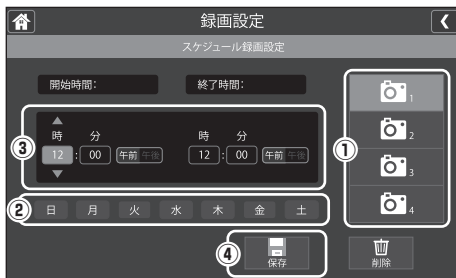 録画設定
スケジュール録画設定
開始時間: 終了時間:
時 分 時 分
12 : 00 午前 午後 12 : 00 午前 午後
日 月 火 水 木 金 土
保存 削除
1
2
3
4
①
②
③
④